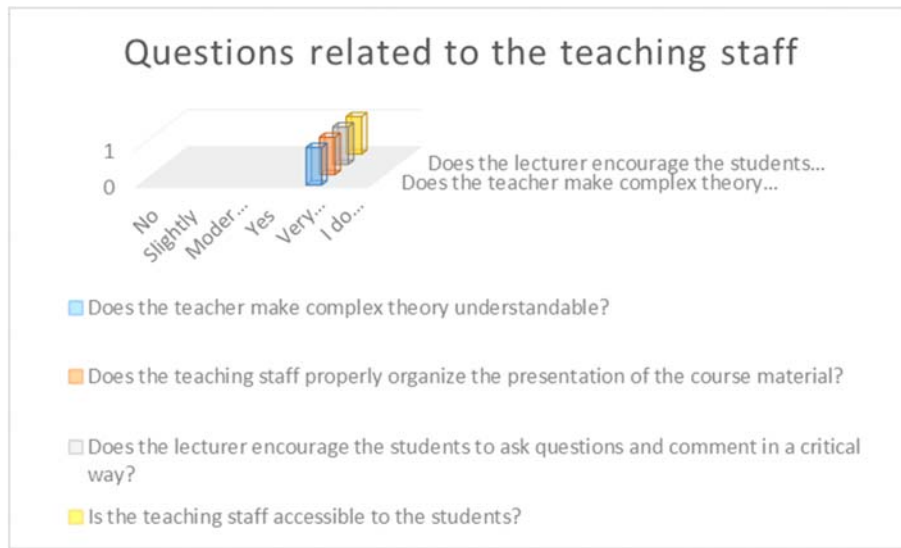 Questions related to the teaching staff
1
0
Does the lecturer encourage the students...
Does the teacher make complex theory...
No
Slightly
Moder...
Yes
Very...
I do...
Does the teacher make complex theory understandable?
Does the teaching staff properly organize the presentation of the course material?
Does the lecturer encourage the students to ask questions and comment in a critical
way?
Is the teaching staff accessible to the students?